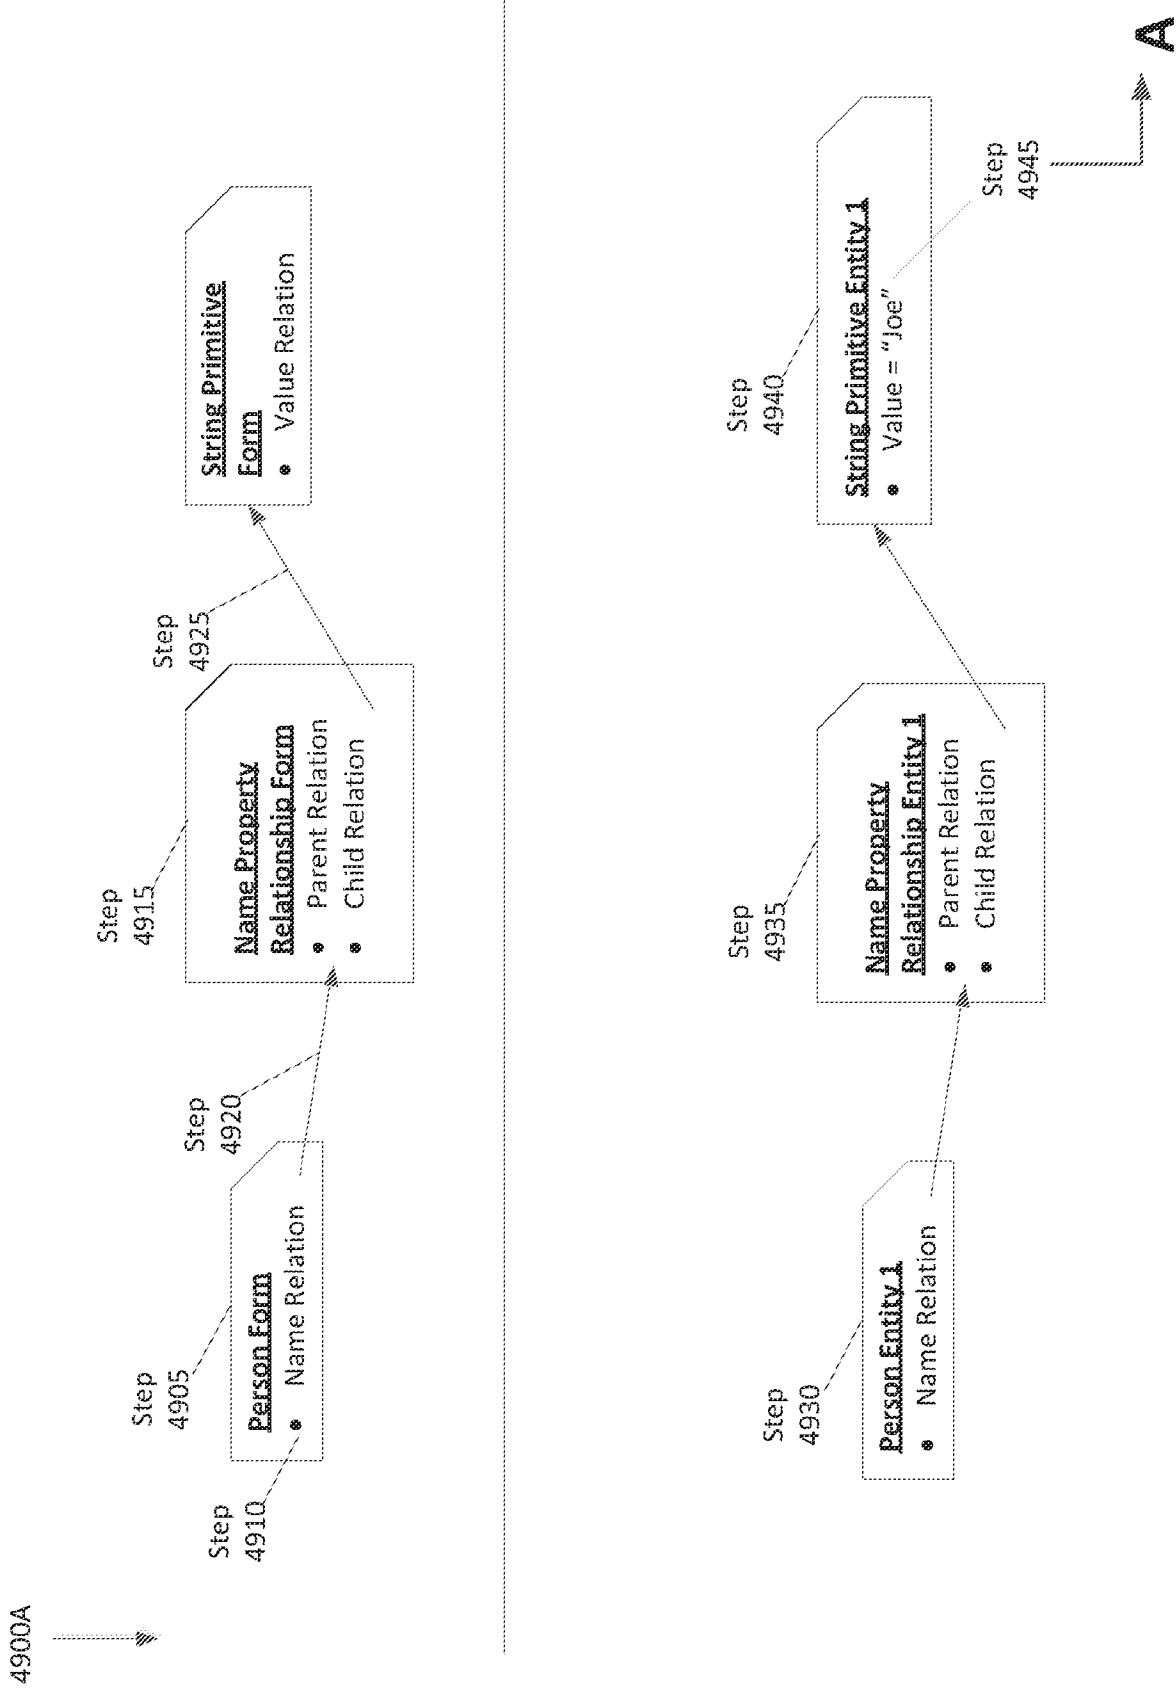 4900A
Step
4910
Step
4905
Person Form
• Name Relation
Step
4920
Step
4915
Name Property
Relationship Form
• Parent Relation
• Child Relation
Step
4925
String Primitive
Form
• Value Relation
Step
4930
Person Entity 1
• Name Relation
Step
4935
Name Property
Relationship Entity 1
• Parent Relation
• Child Relation
Step
4940
String Primitive Entity 1
• Value = “Joe”
Step
4945
A